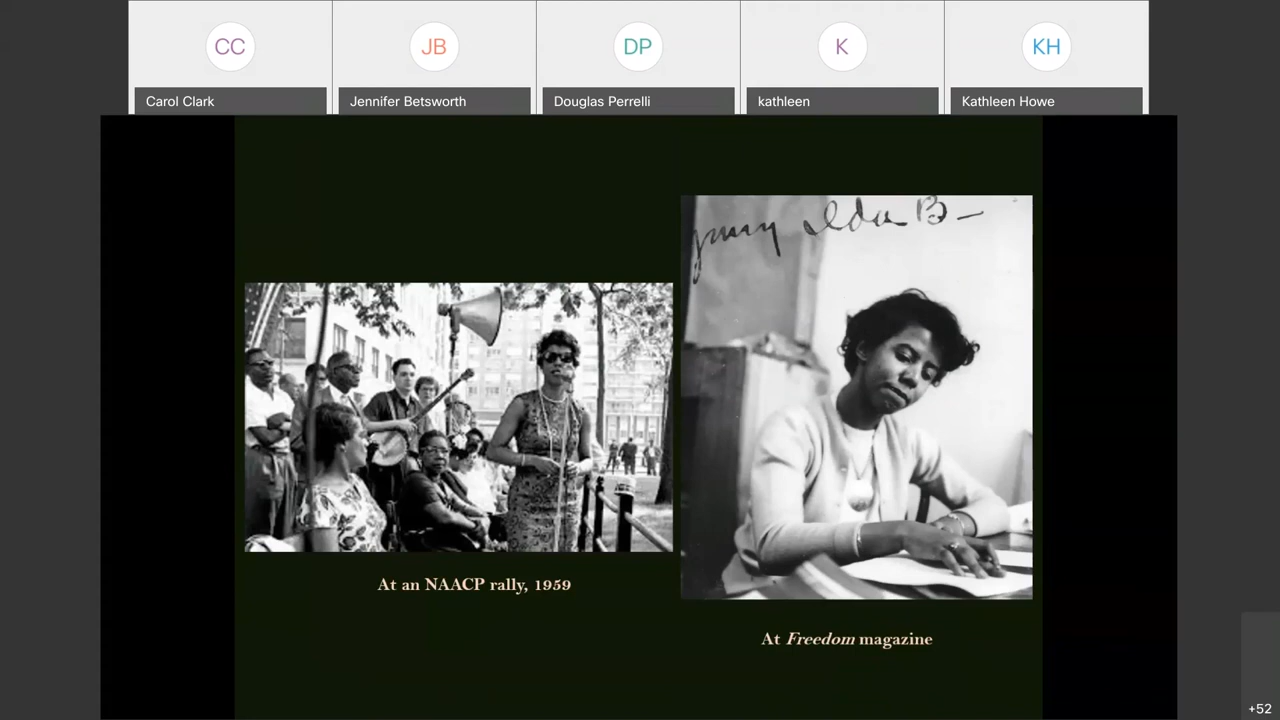 CC
JB
DP
K
KH
Carol Clark
Jennifer Betsworth
Douglas Perrelli
kathleen
Kathleen Howe
Ida B-
At an NAACP rally, 1959
At Freedom magazine
+52